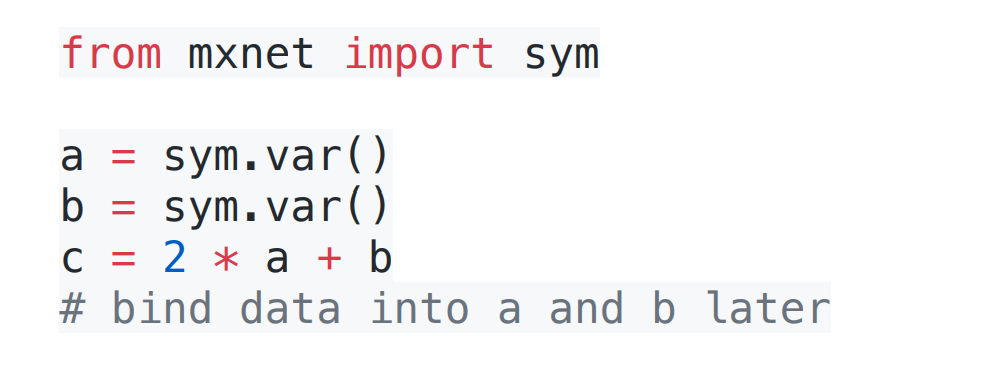 from mxnet import sym
a = sym.var()
b = sym.var()
c = 2 * a + b
# bind data into a and b later